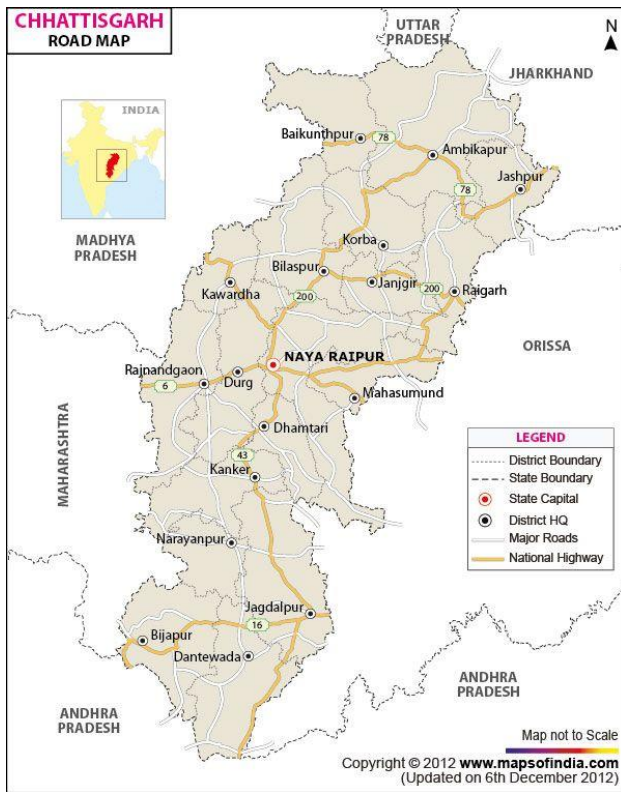 CHHATTISGARH
ROAD MAP
UTTAR
PRADESH
N
JHARKHAND
INDIA
Baikunthpur
78
Ambikapur
Jashpur
78
MADHYA
PRADESH
Korba
Bilaspur
Janjgir
Kawardha
200
200
Raigarh
ORISSA
NAYA RAIPUR
Rajnandgaon
6
Durg
Mahasumund
MAHARASHTRA
Dhamtari
43
Kanker
LEGEND
District Boundary
State Boundary
State Capital
District HQ
Major Roads
National Highway
Narayanpur
Jagdalpur
16
Bijapur
Dantewada
ANDHRA
PRADESH
ANDHRA
PRADESH
Map not to Scale
Copyright © 2012 www.mapsofindia.com
(Updated on 6th December 2012)